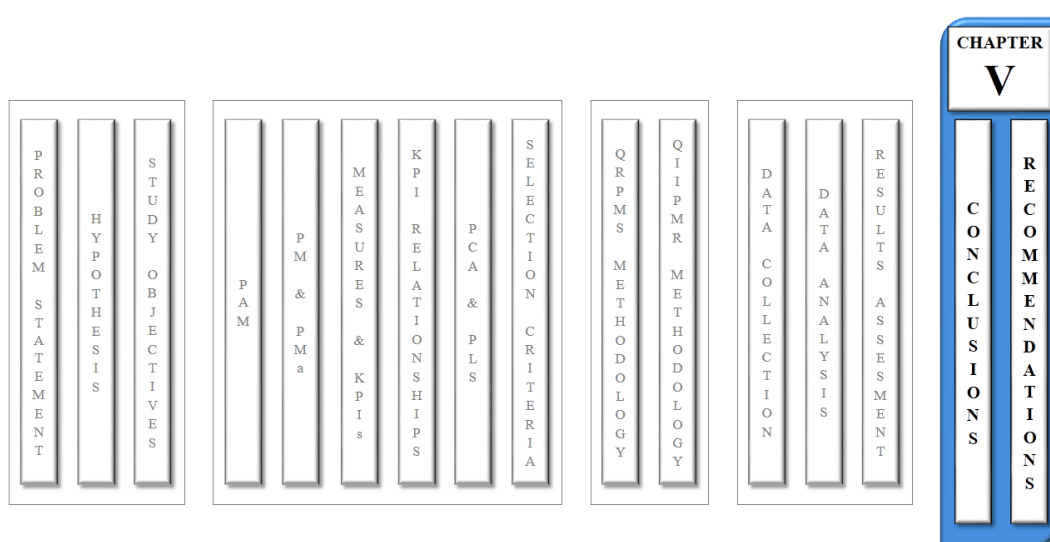 PROBLEM STATEMENT
HYPOTHESIS
STUDY OBJECTIVES
PAM
PM & PMa
MEASURES & KPIs
KPI RELATIONSHIPS
PCA & PLS
SELECTION CRITERIA
QRPMS METHODOLOGY
QIIPMR METHODOLOGY
DATA COLLECTION
DATA ANALYSIS
RESULTS ASSESMENT
CHAPTER
V
CONCLUSIONS
RECOMMENDATIONS